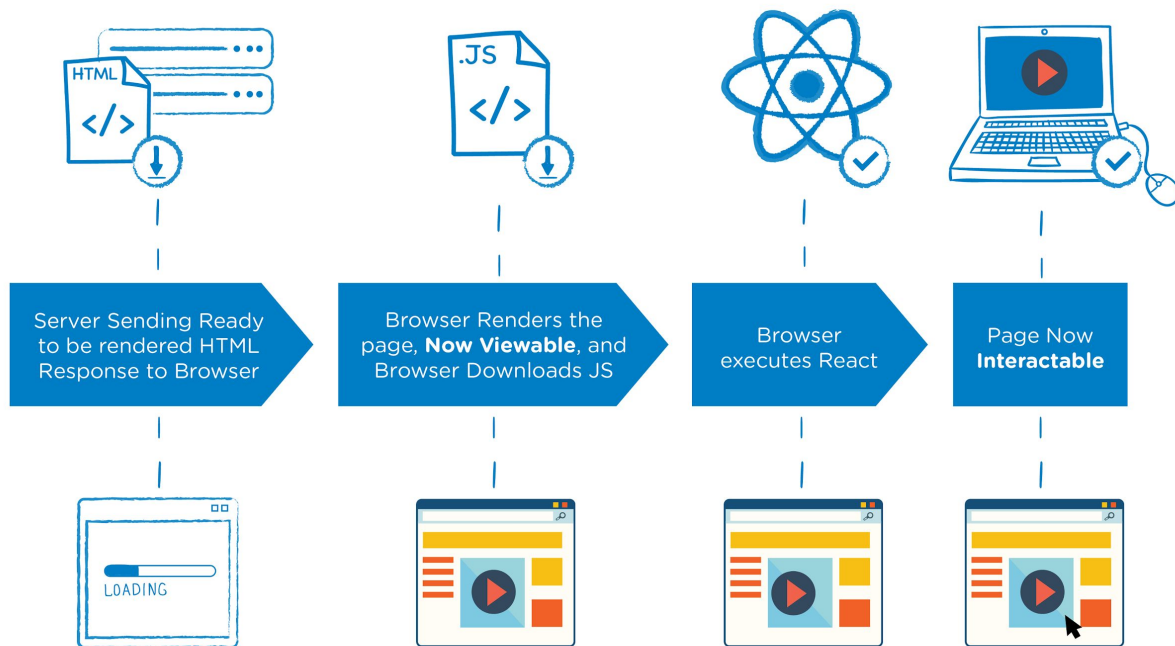 HTML
</>
.JS
</>
Server Sending Ready
to be rendered HTML
Response to Browser
Browser Renders the
page, Now Viewable, and
Browser Downloads JS
Browser
executes React
Page Now
Interactable
LOADING